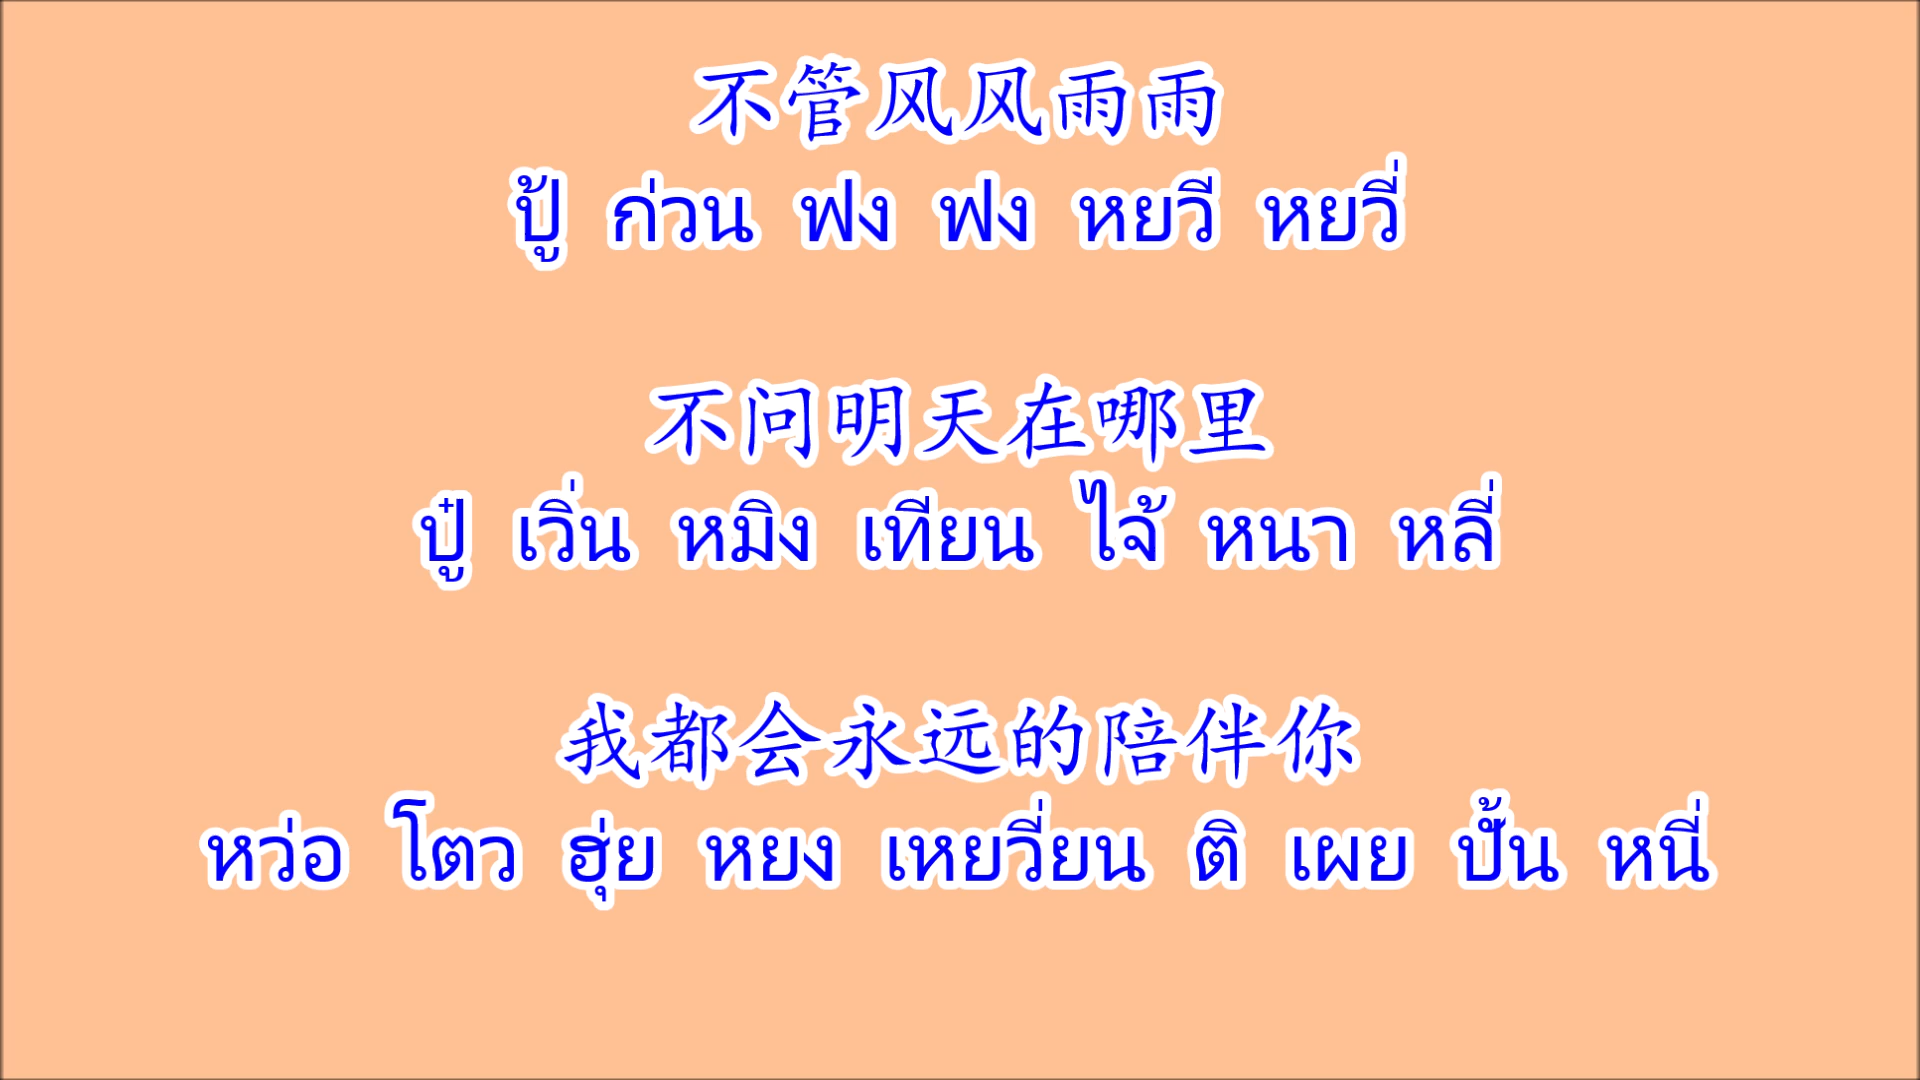 不管风风雨雨
ปู้ ก่วน ฟง ฟง หยวี หยวี่
不问明天在哪里
ปู๋ เวิ่น หมิง เทียน ไจ้ หนา หลี่
我都会永远的陪伴你
หว่อ โตว ฮุ่ย หยง เหยวี่ยน ติ เผย ปั้น หนี่